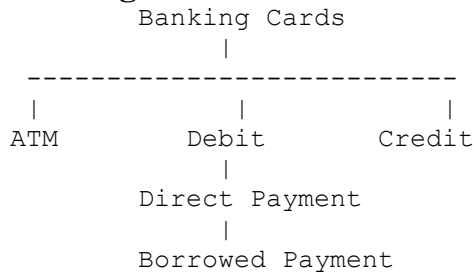 Banking Cards
ATM Debit Credit
Direct Payment
Borrowed Payment